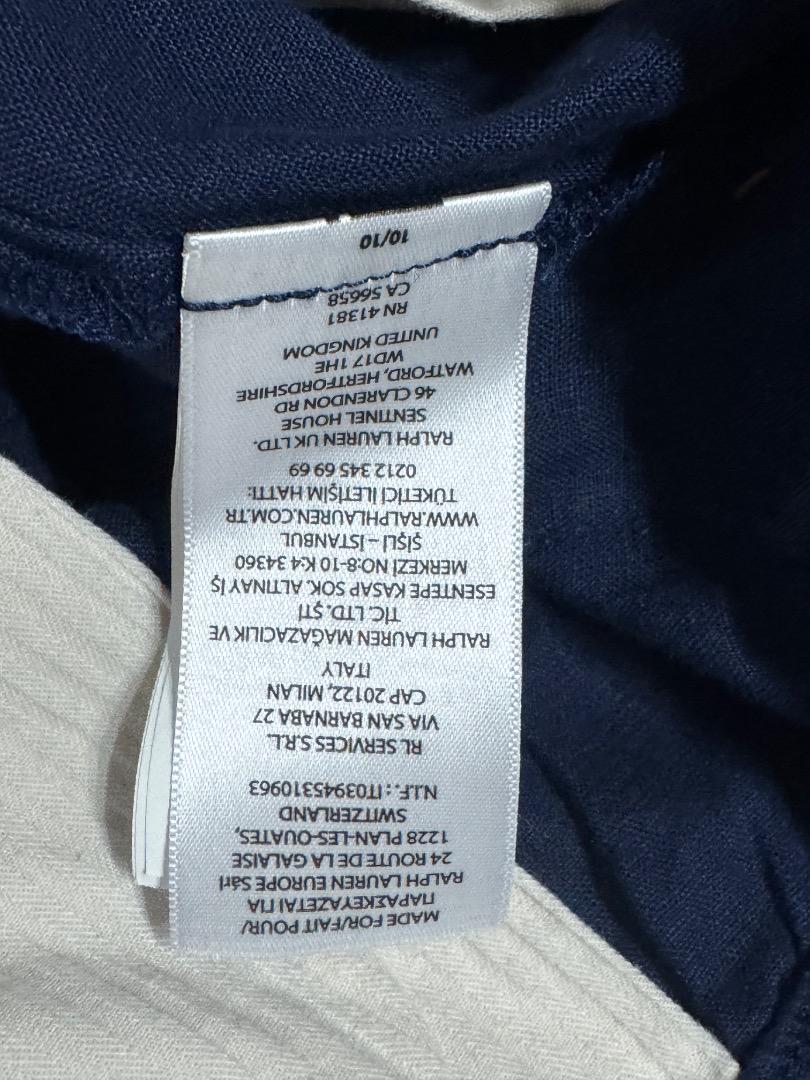 MADE FOR/FAIT POUR/
ΠΑΡΑΣΚΕΥΑΖΕΤΑΙ ΓΙΑ
RALPH LAUREN EUROPE Sàrl
24 ROUTE DE LA GALAISE
1228 PLAN-LES-OUATES,
SWITZERLAND
N.I.F. : IT03945310963
RL SERVICES S.R.L.
VIA SAN BARNABA 27
CAP 20122, MILAN
ITALY
RALPH LAUREN MAĞAZACILIK VE
TİC. LTD. ŞTİ
ESENTEPE KASAP SOK. ALTINAY İŞ
MERKEZİ NO:8-10 K:4 34360
ŞİŞLİ – İSTANBUL
WWW.RALPHLAUREN.COM.TR
TÜKETİCİ İLETİŞİM HATTI:
0212 345 69 69
RALPH LAUREN UK LTD.
SENTINEL HOUSE
46 CLARENDON RD
WATFORD, HERTFORDSHIRE
WD17 1HE
UNITED KINGDOM
RN 41381
CA 56658
10/10